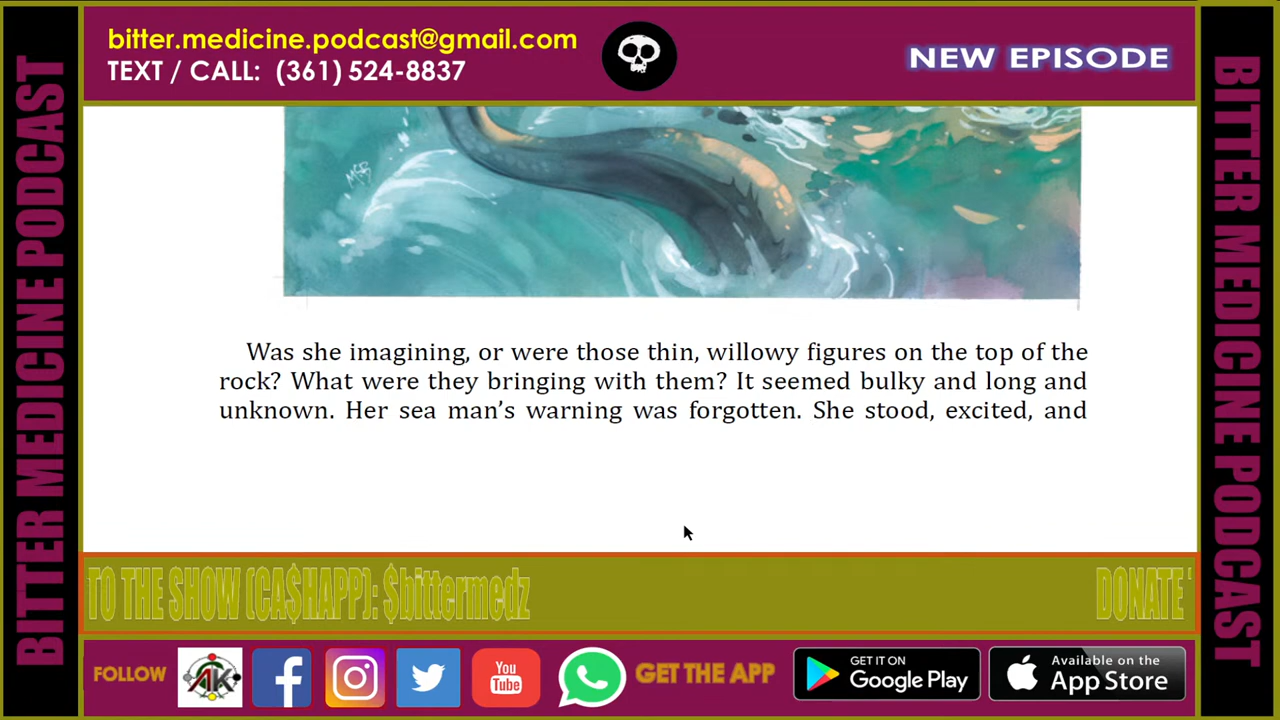 BITTER MEDICINE PODCAST
bitter.medicine.podcast@gmail.com
TEXT / CALL: (361) 524-8837
NEW EPISODE
BITTER MEDICINE PODCAST
Was she imagining, or were those thin, willowy figures on the top of the
rock? What were they bringing with them? It seemed bulky and long and
unknown. Her sea man’s warning was forgotten. She stood, excited, and
TO THE SHOW (CA$HAPP): $bittermedz
DONATE
FOLLOW
You
Tube
GET THE APP
GET IT ON
Google Play
Available on the
App Store